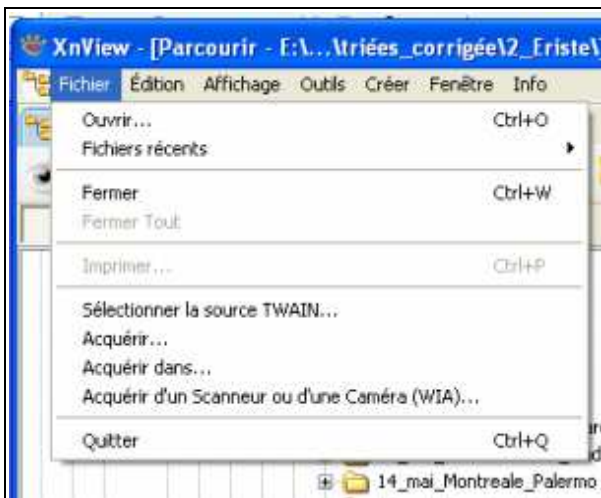 XnView - [Parcourir - E:\...\triées_corrigée\2_Eriste\
Fichier Édition Affichage Outils Créer Fenêtre Info
Ouvrir... Ctrl+O
Fichiers récents
Fermer Ctrl+W
Fermer Tout
Imprimer... Ctrl+P
Sélectionner la source TWAIN...
Acquérir...
Acquérir dans...
Acquérir d'un Scanneur ou d'une Caméra (WIA)...
Quitter Ctrl+Q
14_mai_Montreale_Palermo